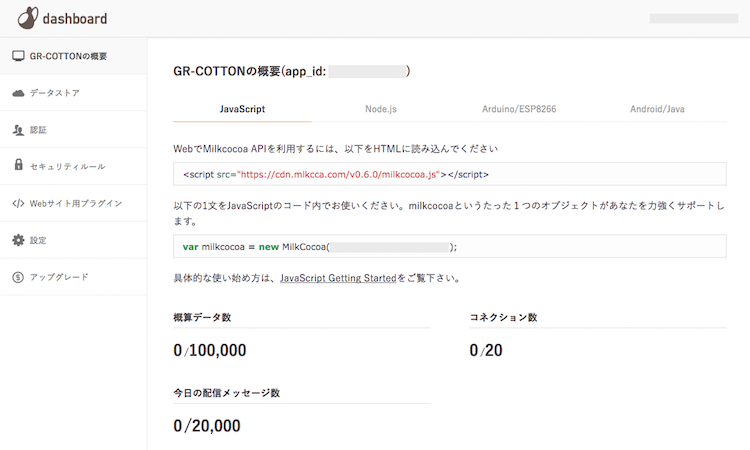 dashboard
GR-COTTONの概要
データストア
認証
セキュリティルール
Webサイト用プラグイン
設定
アップグレード
GR-COTTONの概要(app_id: )
JavaScript
Node.js
Arduino/ESP8266
Android/Java
WebでMilkcocoa APIを利用するには、以下をHTMLに読み込んでください
<script src="https://cdn.mlkcca.com/v0.6.0/milkcocoa.js"></script>
以下の1文をJavaScriptのコード内でお使いください。milkcocoaというたった１つのオブジェクトがあなたを力強くサポートし
ます。
var milkcocoa = new MilkCocoa( );
具体的な使い始め方は、JavaScript Getting Startedをご覧下さい。
概算データ数
0/100,000
コネクション数
0/20
今日の配信メッセージ数
0/20,000